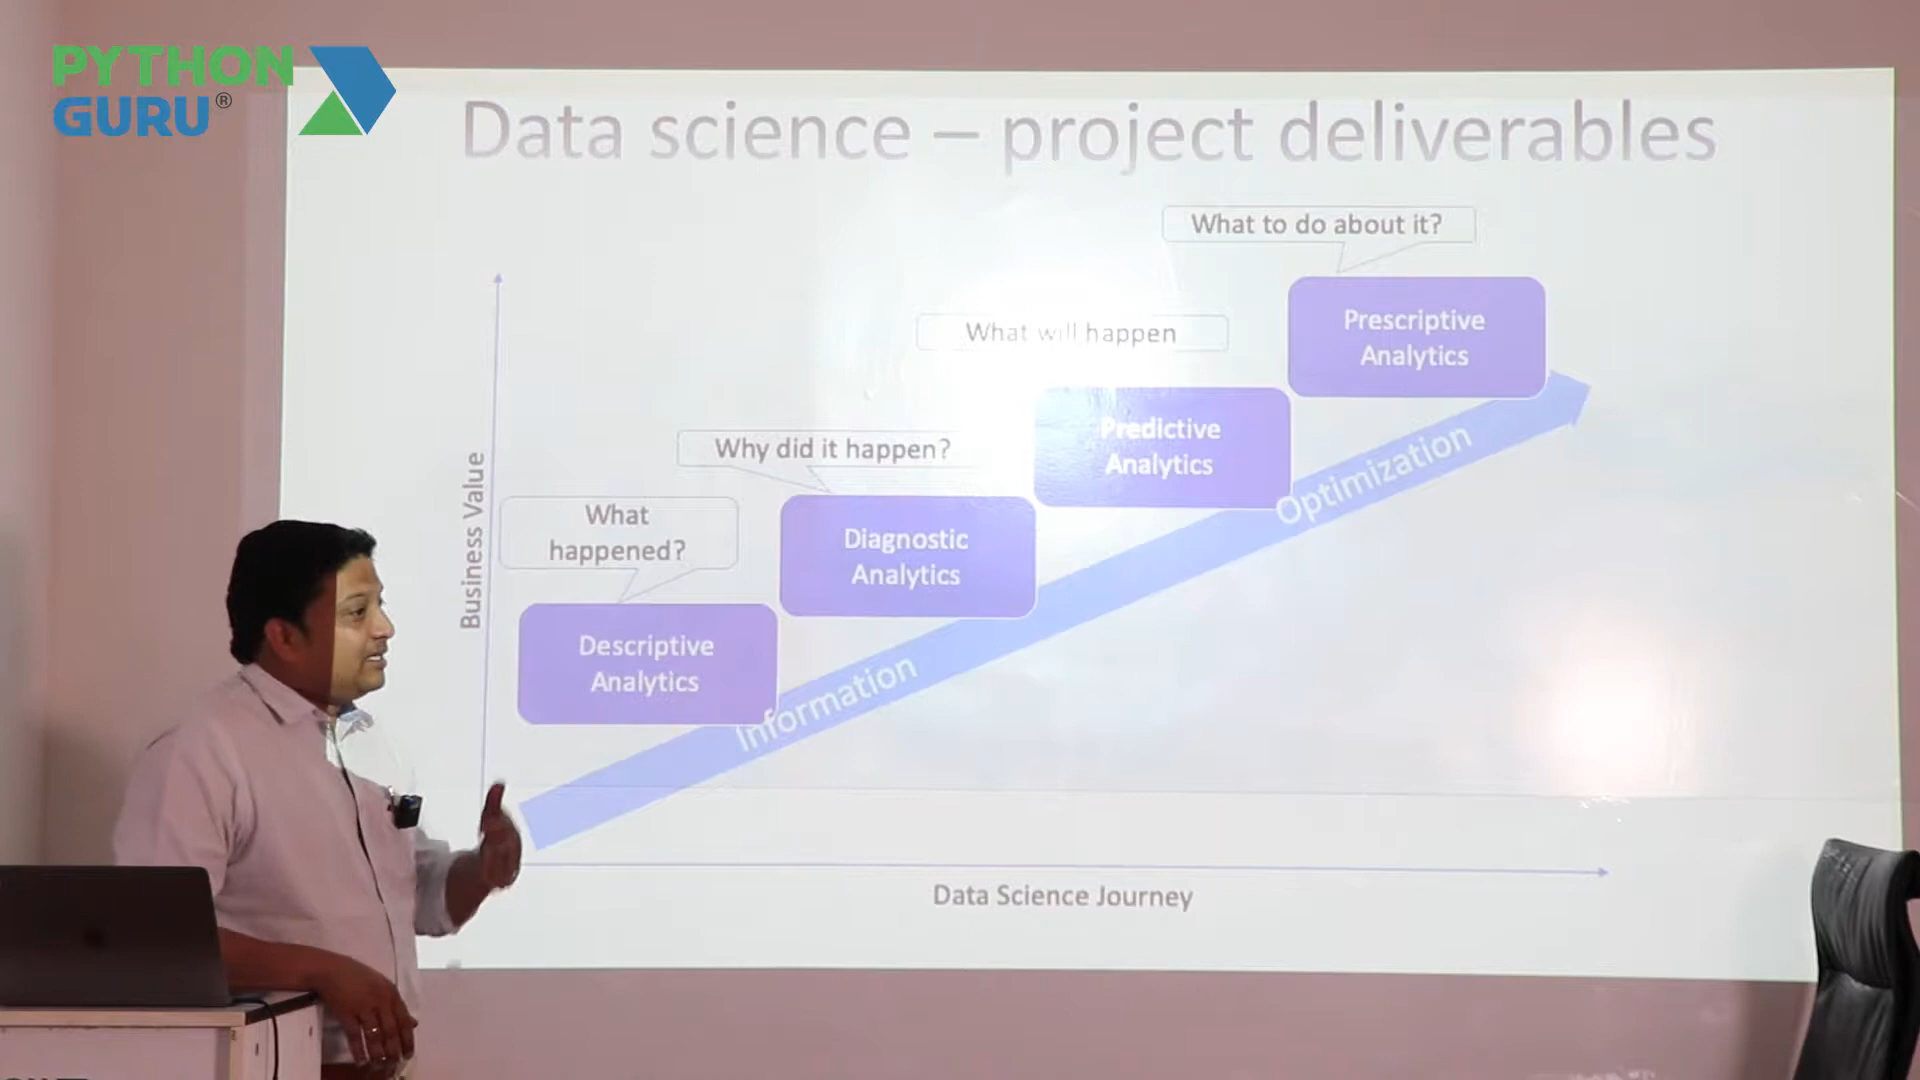 PYTHON
GURU®
Data science – project deliverables
What to do about it?
Prescriptive
Analytics
What will happen
Predictive
Analytics
Why did it happen?
Diagnostic
Analytics
What
happened?
Descriptive
Analytics
Information
Optimization
Business Value
Data Science Journey